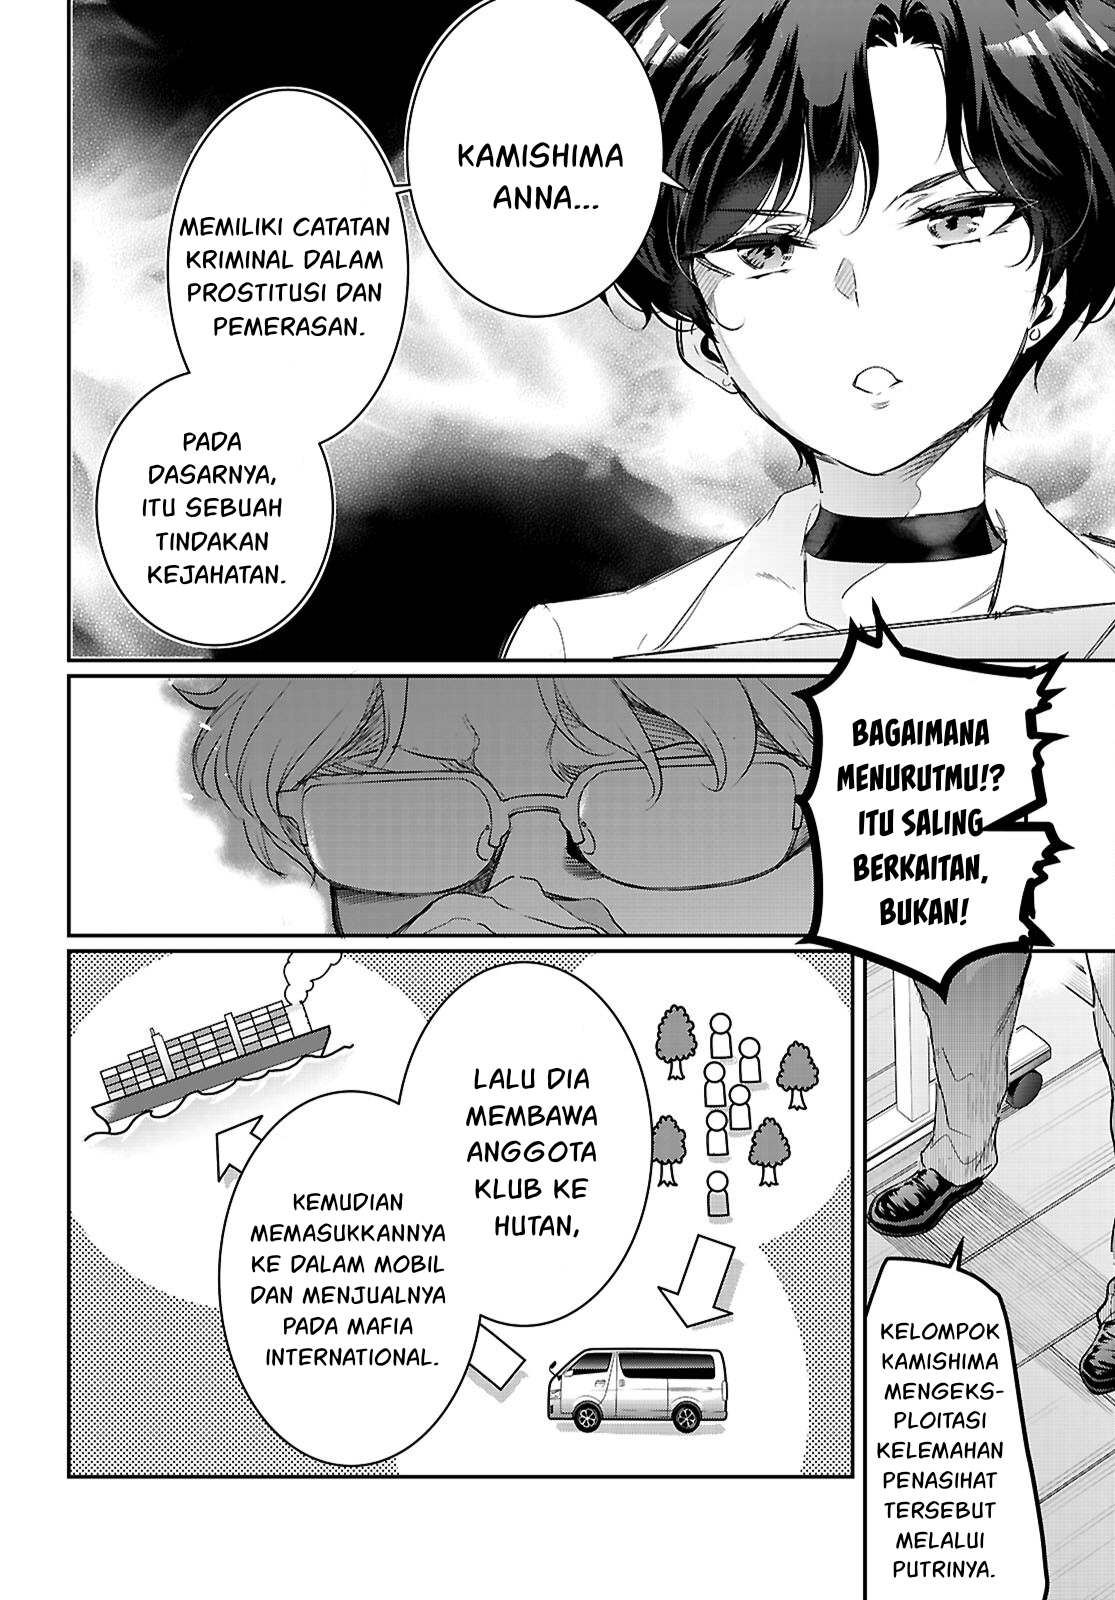 KAMISHIMA
ANNA...
MEMILIKI CATATAN
KRIMINAL DALAM
PROSTITUSI DAN
PEMERASAN.
PADA
DASARNYA,
ITU SEBUAH
TINDAKAN
KEJAHATAN.
BAGAIMANA
MENURUTMU!?
ITU SALING
BERKAITAN,
BUKAN!
KELOMPOK
KAMISHIMA
MENGEKS-
PLOITASI
KELEMAHAN
PENASIHAT
TERSEBUT
MELALUI
PUTRINYA.
LALU DIA
MEMBAWA
ANGGOTA
KLUB KE
HUTAN,
KEMUDIAN
MEMASUKKANNYA
KE DALAM MOBIL
DAN MENJUALNYA
PADA MAFIA
INTERNATIONAL.